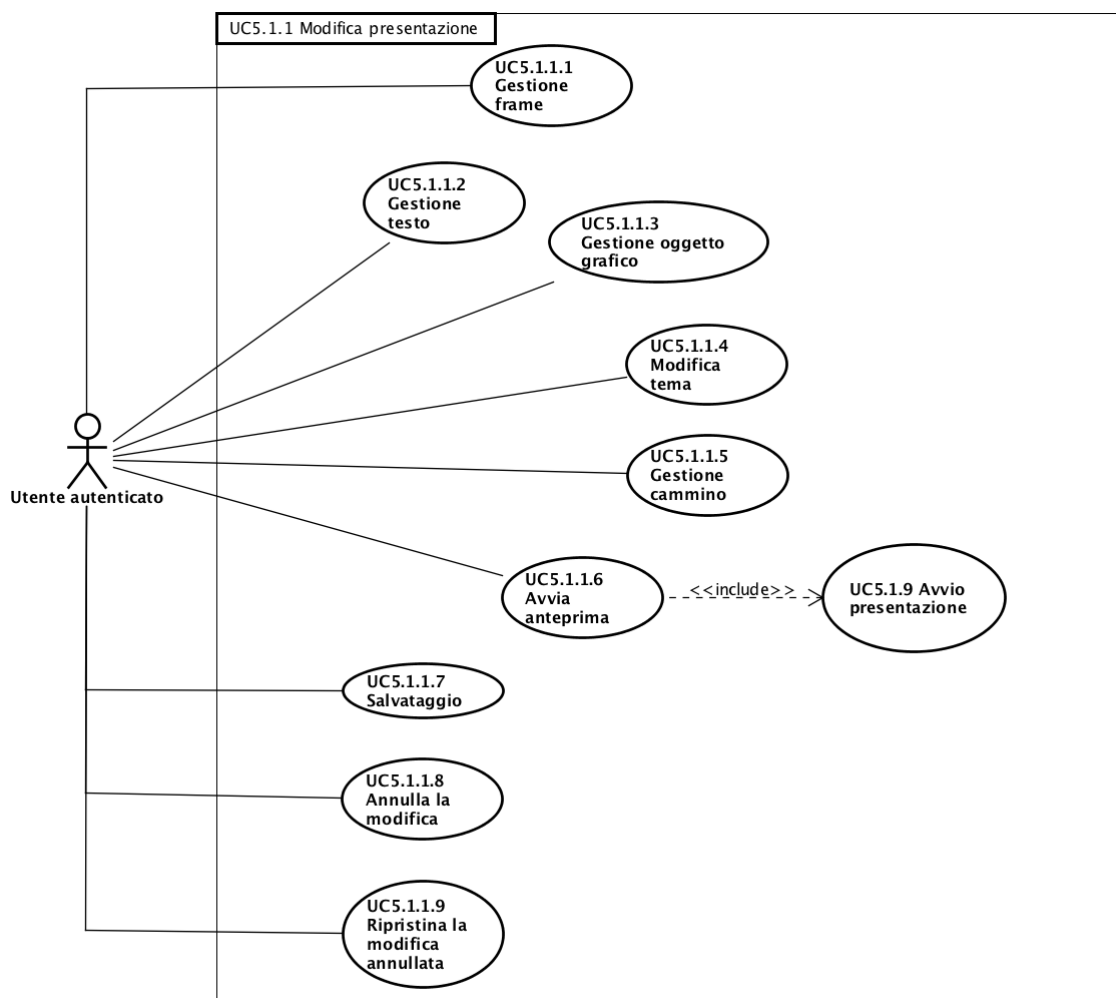 UC5.1.1 Modifica presentazione
UC5.1.1.1
Gestione
frame
UC5.1.1.2
Gestione
testo
UC5.1.1.3
Gestione oggetto
grafico
UC5.1.1.4
Modifica
tema
Utente autenticato
UC5.1.1.5
Gestione
cammino
UC5.1.1.6
Avvia
anteprima
<<include>>
UC5.1.9 Avvio
presentazione
UC5.1.1.7
Salvataggio
UC5.1.1.8
Annulla la
modifica
UC5.1.1.9
Ripristina la
modifica
annullata